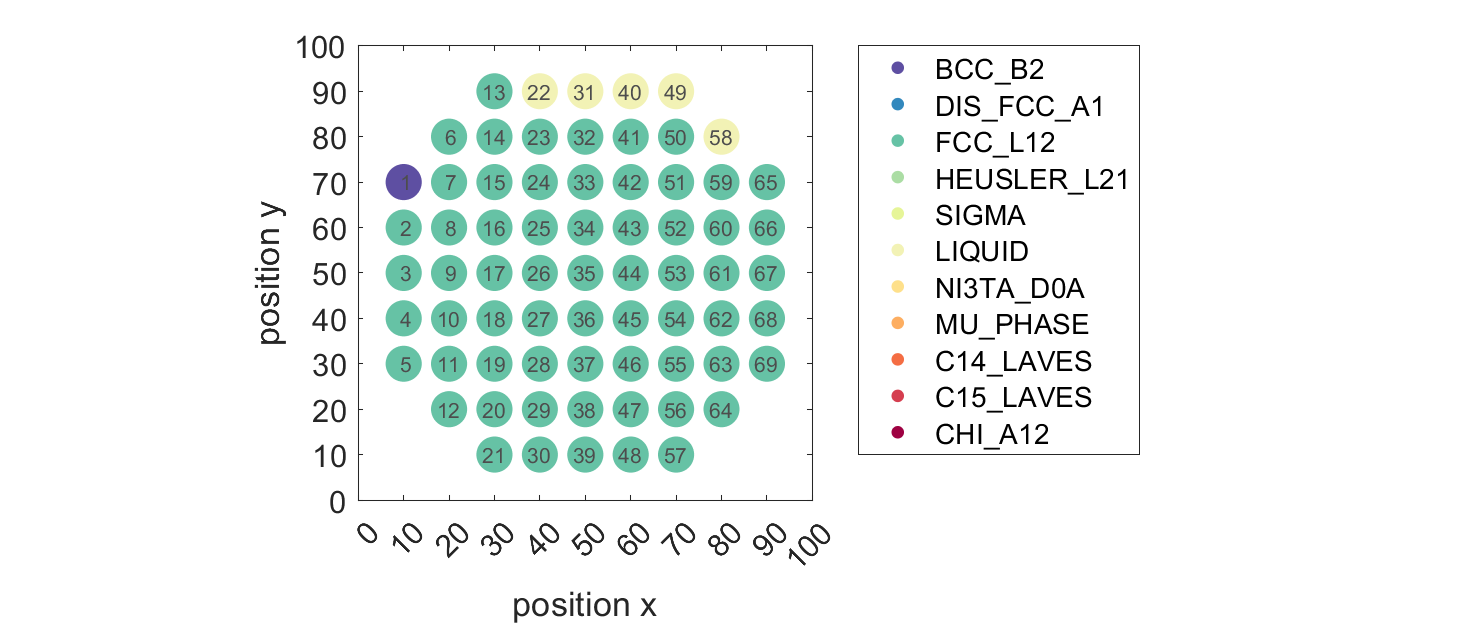 100
90
13 22 31 40 49
80
6 14 23 32 41 50 58
70
1 7 15 24 33 42 51 59 65
60
2 8 16 25 34 43 52 60 66
50
3 9 17 26 35 44 53 61 67
40
4 10 18 27 36 45 54 62 68
30
5 11 19 28 37 46 55 63 69
20
12 20 29 38 47 56 64
10
21 30 39 48 57
0
position y
0 10 20 30 40 50 60 70 80 90 100
position x
BCC_B2
DIS_FCC_A1
FCC_L12
HEUSLER_L21
SIGMA
LIQUID
NI3TA_D0A
MU_PHASE
C14_LAVES
C15_LAVES
CHI_A12